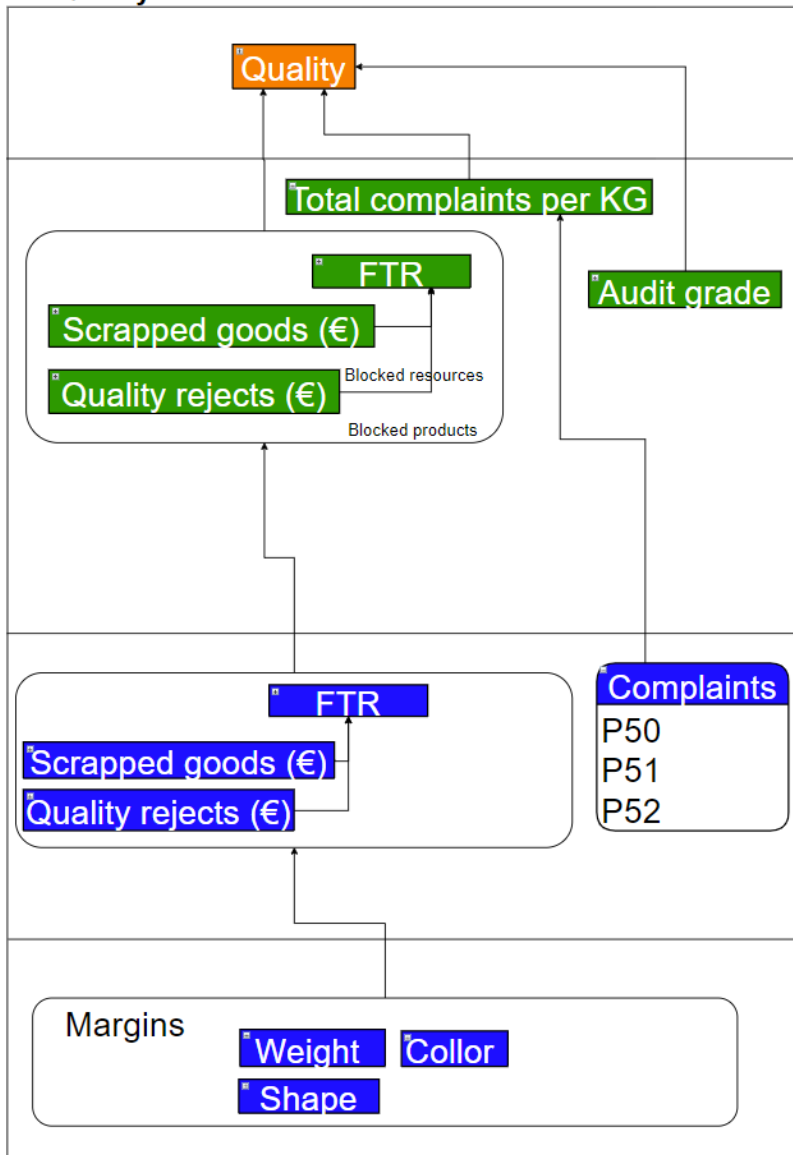 Quality
Total complaints per KG
FTR
Audit grade
Scrapped goods (€)
Blocked resources
Quality rejects (€)
Blocked products
FTR
Complaints
Scrapped goods (€)
Quality rejects (€)
P50
P51
P52
Margins
Weight
Collor
Shape